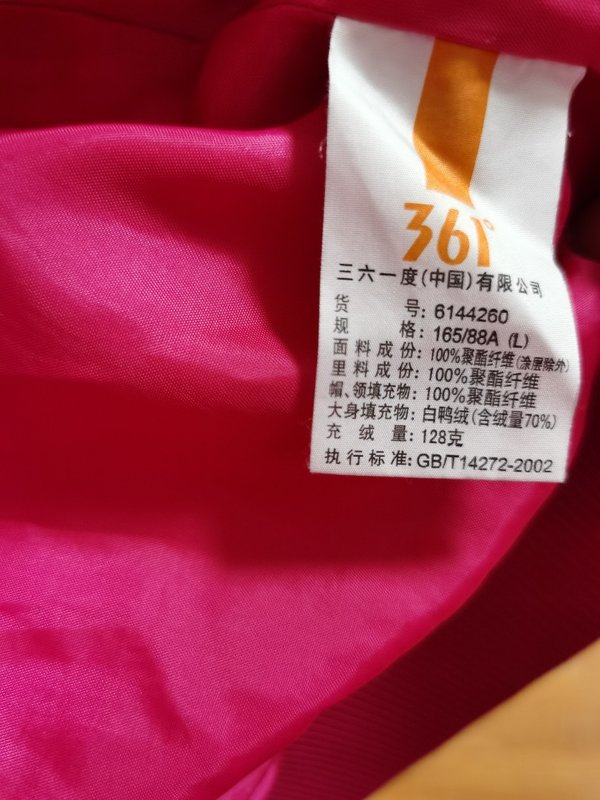 361°
三六一度(中国)有限公司
货 号: 6144260
规 格: 165/88A (L)
面料成份: 100%聚酯纤维(涂层除外)
里料成份: 100%聚酯纤维
帽、领填充物: 100%聚酯纤维
大身填充物: 白鸭绒(含绒量70%)
充绒量: 128克
执行标准: GB/T14272-2002